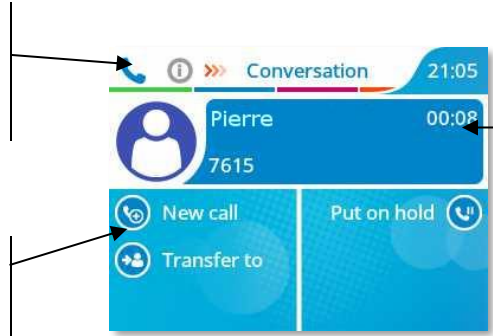 Conversation 21:05
Pierre 00:08
7615
New call Put on hold
Transfer to